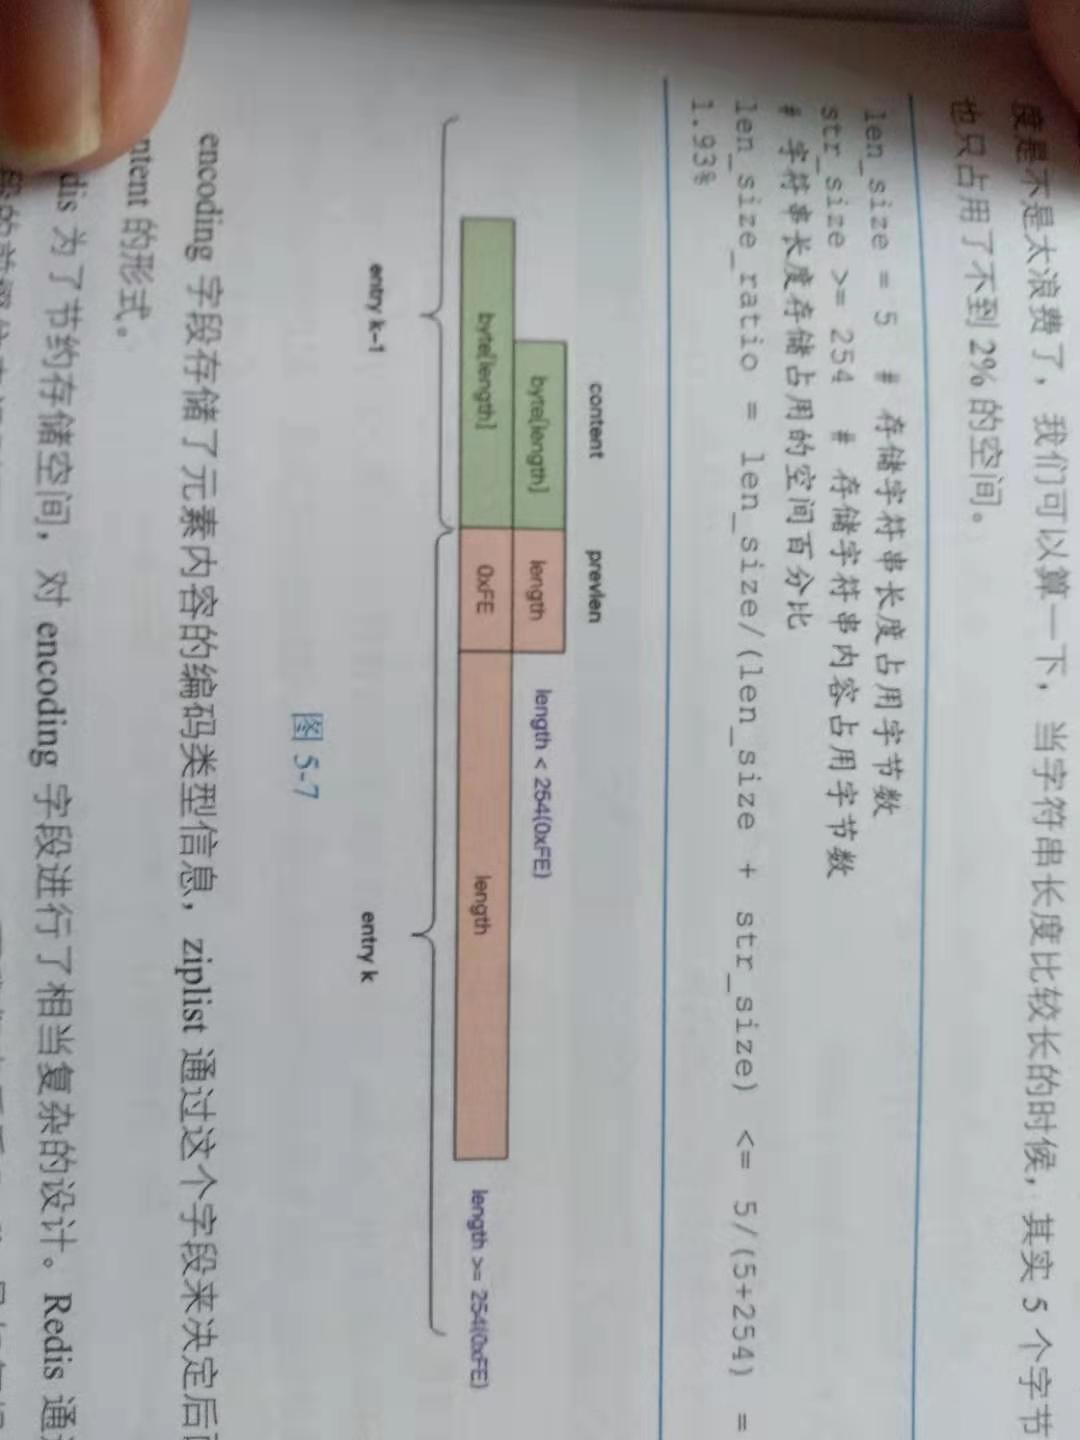 度是不是太浪费了，我们可以算一下，当字符串长度比较长的时候，其实 5 个字节
也只占用了不到 2% 的空间。
len_size = 5 # 存储字符串长度占用字节数
str_size >= 254 # 存储字符串内容占用字节数
# 字符串长度存储占用的空间百分比
len_size_ratio = len_size/(len_size + str_size) <= 5/(5+254) =
1.93%
content prevlen
byte[length] length length < 254(0xFE)
byte[length] 0xFE length length >= 254(0xFE)
entry k-1 entry k
图 5-7
encoding 字段存储了元素内容的编码类型信息，ziplist 通过这个字段来决定后
ntent 的形式。
dis 为了节约存储空间，对 encoding 字段进行了相当复杂的设计。Redis 通